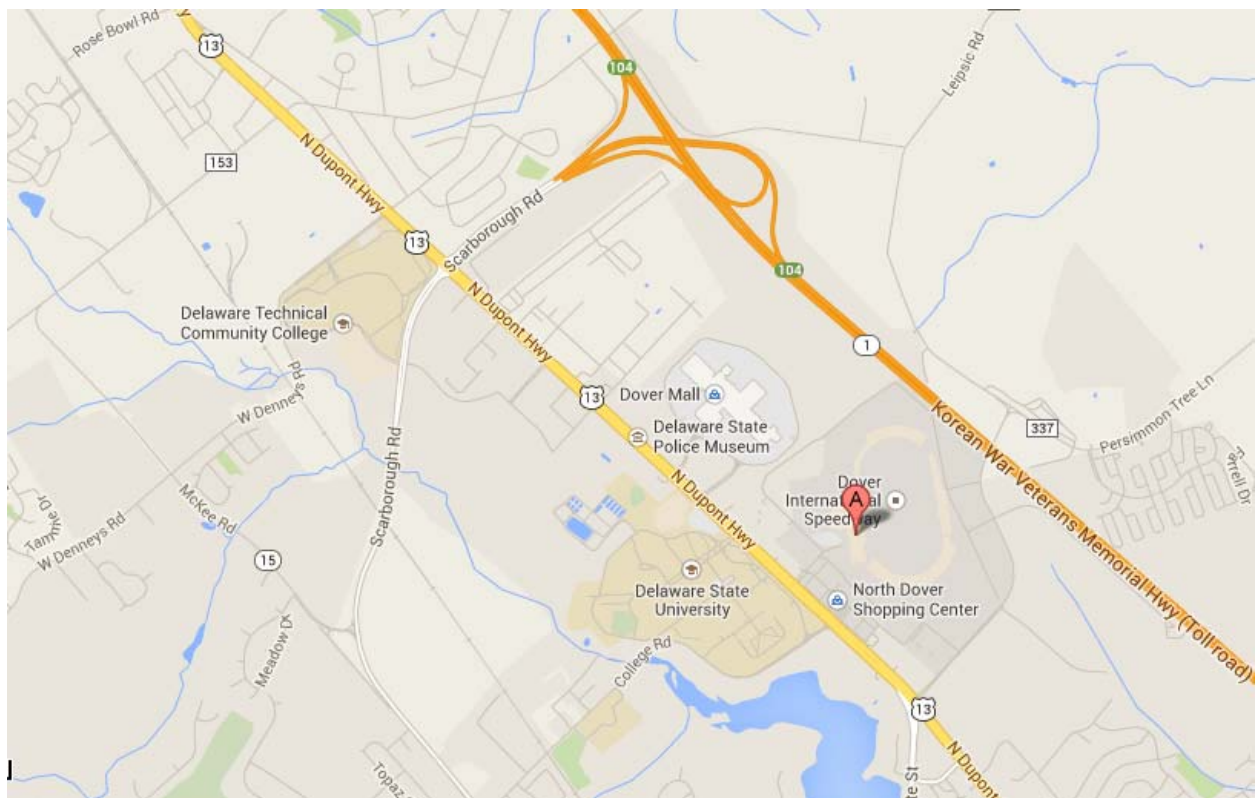 Rose Bowl Rd
13
104
Leipsic Rd
N Dupont Hwy
153
Scarborough Rd
13
104
N Dupont Hwy
Delaware Technical
Community College
1
W Denneys Rd
Dover Mall
13
Delaware State
Police Museum
Korean War Veterans Memorial Hwy (Toll road)
337
Persimmon Tree Ln
Scarborough Rd
McKee Rd
N Dupont Hwy
Dover
International
Speedway
A
W Denneys Rd
15
Delaware State
University
North Dover
Shopping Center
Meadow Dr
College Rd
13
N Dupont